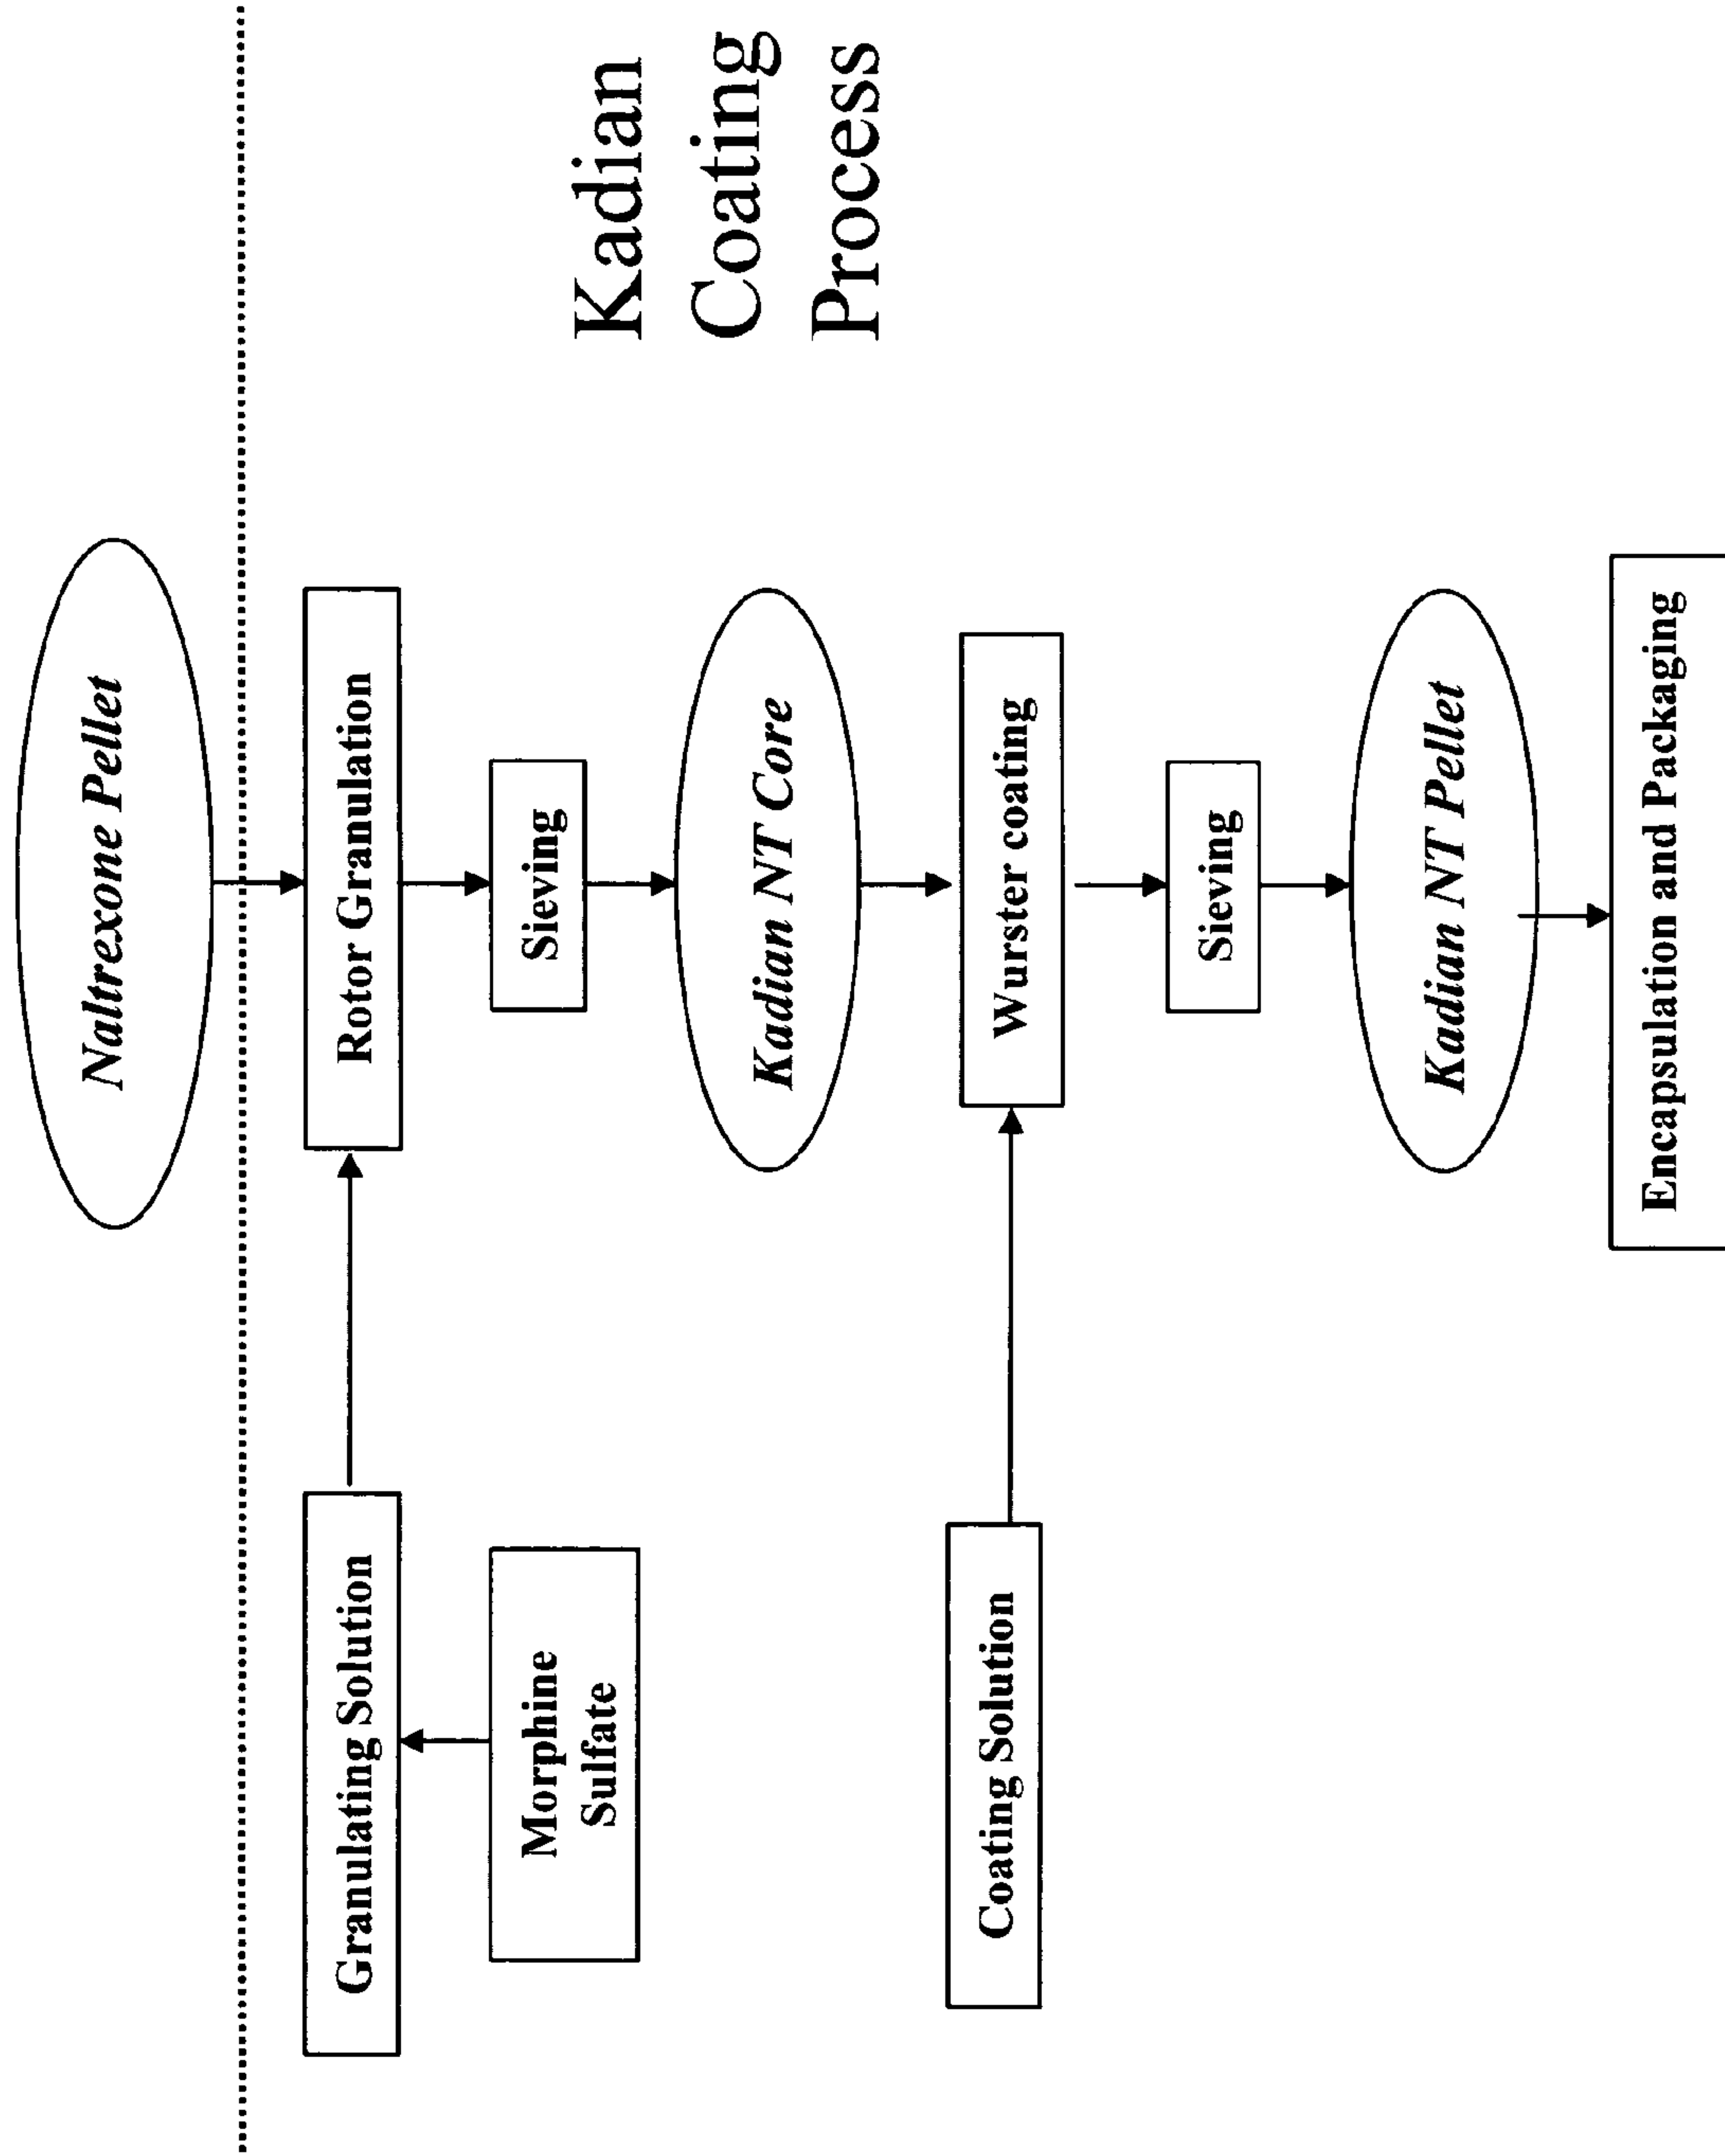 Naltrexone Pellet
Granulating Solution
Rotor Granulation
Morphine
Sulfate
Sieving
Kadian NT Core
Kadian
Coating
Process
Coating Solution
Wurster coating
Sieving
Kadian NT Pellet
Encapsulation and Packaging